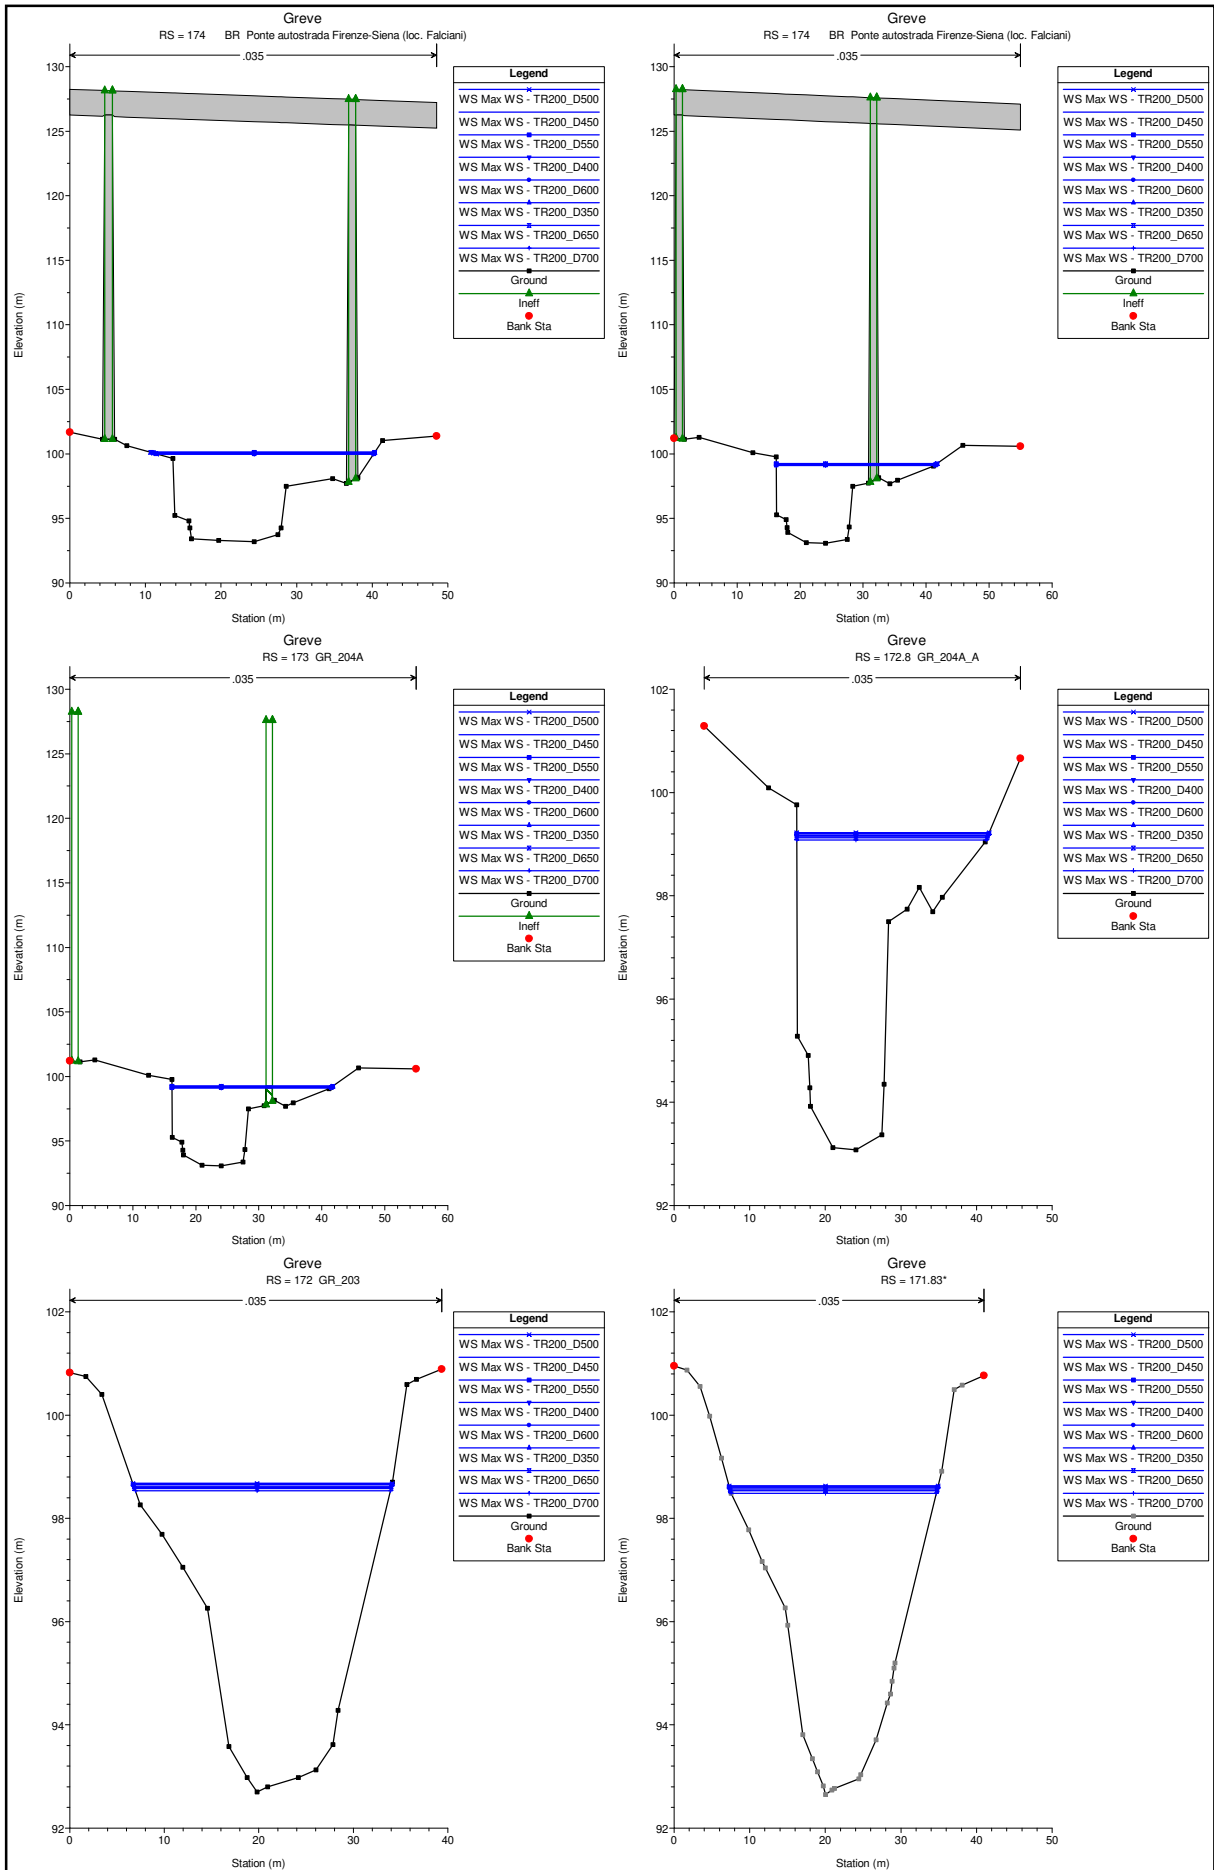 Greve
RS = 174 BR Ponte autostrada Firenze-Siena (loc. Falciani)
.035
130
125
120
115
110
105
100
95
90
Elevation (m)
0 10 20 30 40 50
Station (m)
Legend
WS Max WS - TR200_D500
WS Max WS - TR200_D450
WS Max WS - TR200_D550
WS Max WS - TR200_D400
WS Max WS - TR200_D600
WS Max WS - TR200_D350
WS Max WS - TR200_D650
WS Max WS - TR200_D700
Ground
Ineff
Bank Sta
Greve
RS = 174 BR Ponte autostrada Firenze-Siena (loc. Falciani)
.035
130
125
120
115
110
105
100
95
90
Elevation (m)
0 10 20 30 40 50 60
Station (m)
Legend
WS Max WS - TR200_D500
WS Max WS - TR200_D450
WS Max WS - TR200_D550
WS Max WS - TR200_D400
WS Max WS - TR200_D600
WS Max WS - TR200_D350
WS Max WS - TR200_D650
WS Max WS - TR200_D700
Ground
Ineff
Bank Sta
Greve
RS = 173 GR_204A
.035
130
125
120
115
110
105
100
95
90
Elevation (m)
0 10 20 30 40 50 60
Station (m)
Legend
WS Max WS - TR200_D500
WS Max WS - TR200_D450
WS Max WS - TR200_D550
WS Max WS - TR200_D400
WS Max WS - TR200_D600
WS Max WS - TR200_D350
WS Max WS - TR200_D650
WS Max WS - TR200_D700
Ground
Ineff
Bank Sta
Greve
RS = 172.8 GR_204A_A
.035
102
100
98
96
94
92
Elevation (m)
0 10 20 30 40 50
Station (m)
Legend
WS Max WS - TR200_D500
WS Max WS - TR200_D450
WS Max WS - TR200_D550
WS Max WS - TR200_D400
WS Max WS - TR200_D600
WS Max WS - TR200_D350
WS Max WS - TR200_D650
WS Max WS - TR200_D700
Ground
Bank Sta
Greve
RS = 172 GR_203
.035
102
100
98
96
94
92
Elevation (m)
0 10 20 30 40
Station (m)
Legend
WS Max WS - TR200_D500
WS Max WS - TR200_D450
WS Max WS - TR200_D550
WS Max WS - TR200_D400
WS Max WS - TR200_D600
WS Max WS - TR200_D350
WS Max WS - TR200_D650
WS Max WS - TR200_D700
Ground
Bank Sta
Greve
RS = 171.83*
.035
102
100
98
96
94
92
Elevation (m)
0 10 20 30 40 50
Station (m)
Legend
WS Max WS - TR200_D500
WS Max WS - TR200_D450
WS Max WS - TR200_D550
WS Max WS - TR200_D400
WS Max WS - TR200_D600
WS Max WS - TR200_D350
WS Max WS - TR200_D650
WS Max WS - TR200_D700
Ground
Bank Sta